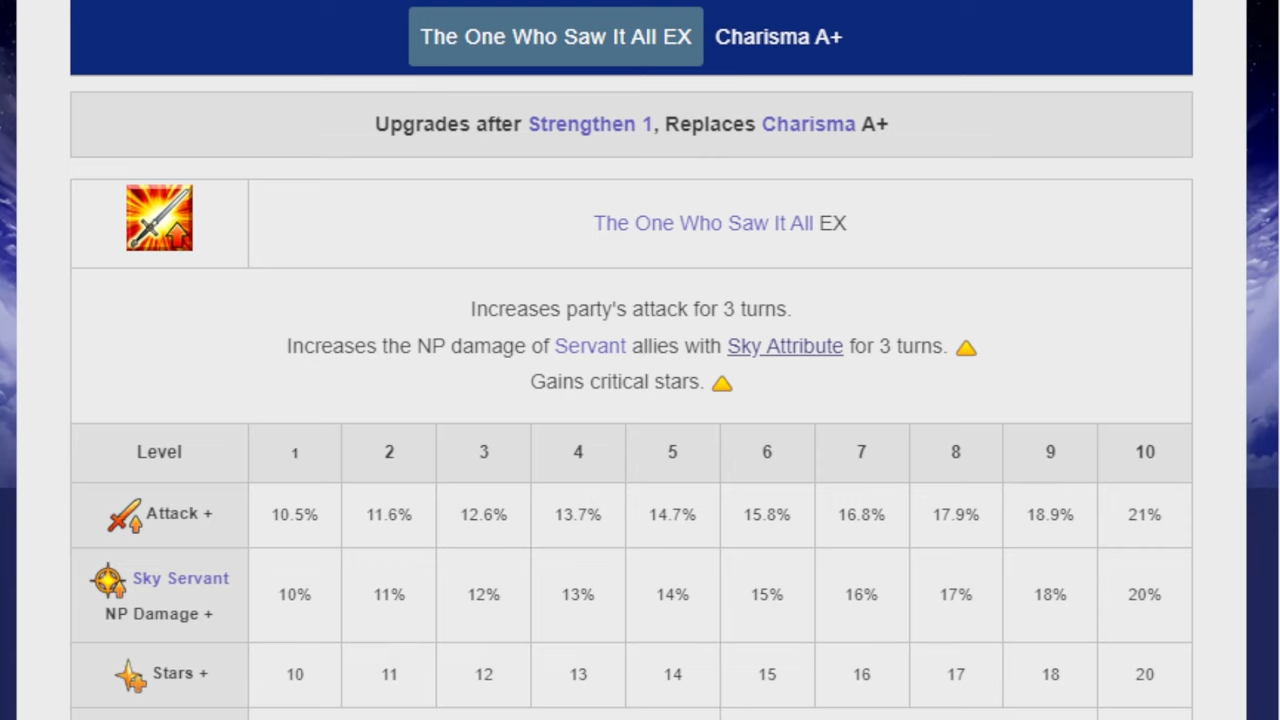 The One Who Saw It All EX Charisma A+
Upgrades after Strengthen 1, Replaces Charisma A+
The One Who Saw It All EX
Increases party's attack for 3 turns.
Increases the NP damage of Servant allies with Sky Attribute for 3 turns.
Gains critical stars.
Level 1 2 3 4 5 6 7 8 9 10
Attack + 10.5% 11.6% 12.6% 13.7% 14.7% 15.8% 16.8% 17.9% 18.9% 21%
Sky Servant
NP Damage + 10% 11% 12% 13% 14% 15% 16% 17% 18% 20%
Stars + 10 11 12 13 14 15 16 17 18 20